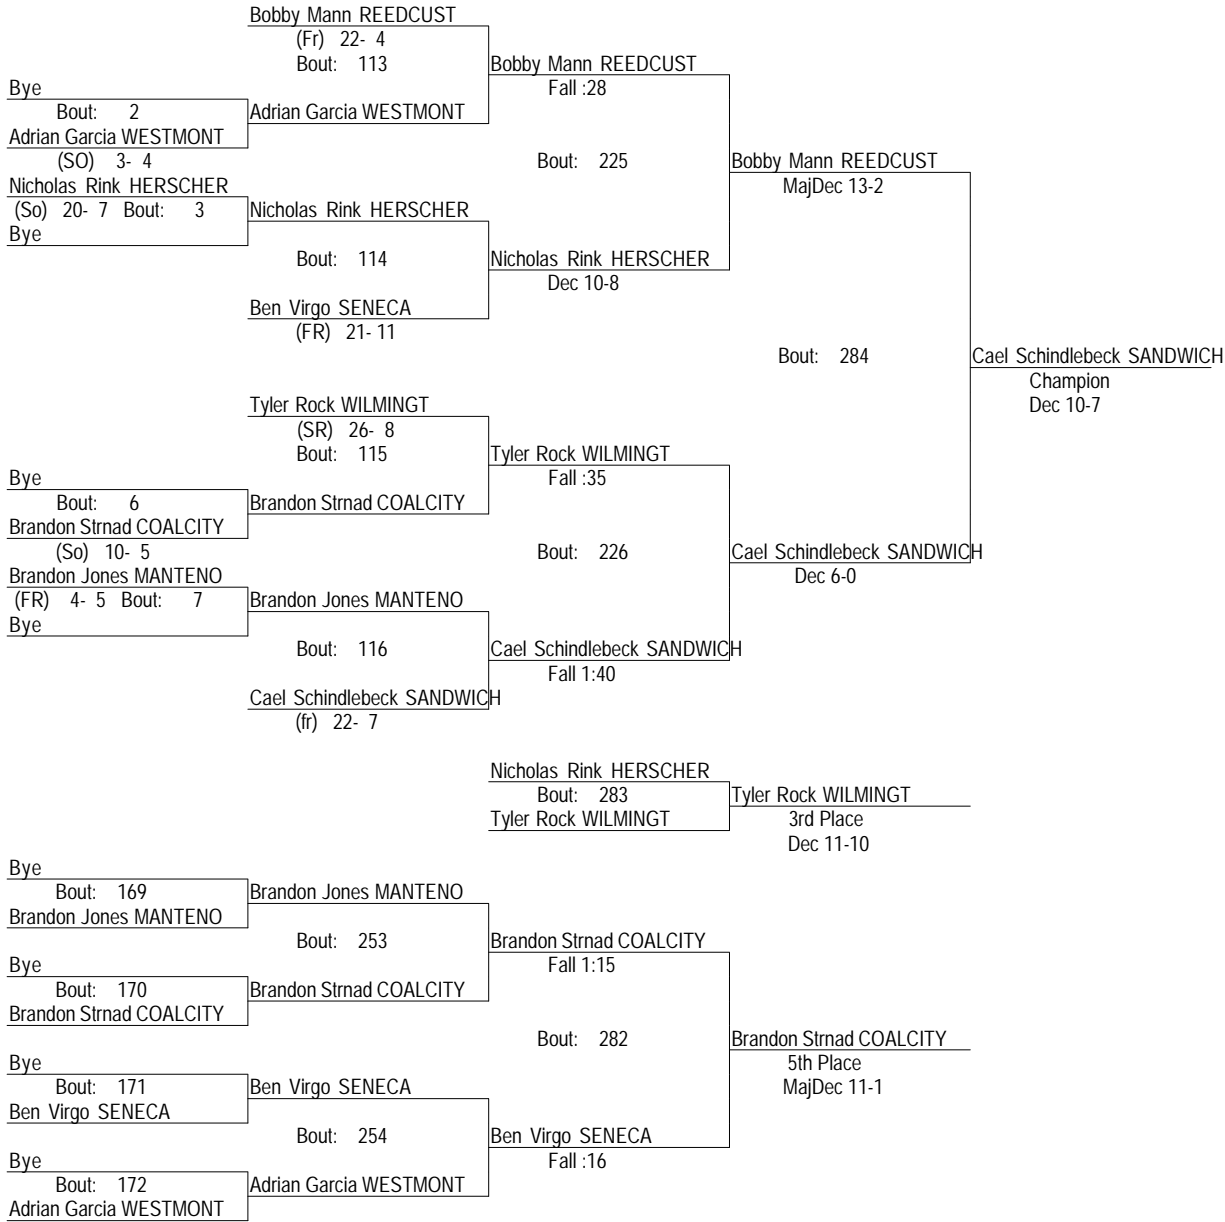 Bobby Mann REEDCUST
(Fr) 22- 4
Bout: 113
Bobby Mann REEDCUST
Fall :28
Bye
Bout: 2
Adrian Garcia WESTMONT
Adrian Garcia WESTMONT
(SO) 3- 4
Bout: 225
Bobby Mann REEDCUST
MajDec 13-2
Nicholas Rink HERSCHER
(So) 20- 7 Bout: 3
Nicholas Rink HERSCHER
Bye
Bout: 114
Nicholas Rink HERSCHER
Dec 10-8
Ben Virgo SENECA
(FR) 21- 11
Bout: 284
Cael Schindlebeck SANDWICH
Champion
Dec 10-7
Tyler Rock WILMINGT
(SR) 26- 8
Bout: 115
Tyler Rock WILMINGT
Fall :35
Bye
Bout: 6
Brandon Strnad COALCITY
Brandon Strnad COALCITY
(So) 10- 5
Bout: 226
Cael Schindlebeck SANDWICH
Dec 6-0
Brandon Jones MANTENO
(FR) 4- 5 Bout: 7
Brandon Jones MANTENO
Bye
Bout: 116
Cael Schindlebeck SANDWICH
Fall 1:40
Cael Schindlebeck SANDWICH
(fr) 22- 7
Nicholas Rink HERSCHER
Bout: 283
Tyler Rock WILMINGT
Tyler Rock WILMINGT
3rd Place
Dec 11-10
Bye
Bout: 169
Brandon Jones MANTENO
Brandon Jones MANTENO
Bout: 253
Brandon Strnad COALCITY
Fall 1:15
Bye
Bout: 170
Brandon Strnad COALCITY
Brandon Strnad COALCITY
Bout: 282
Brandon Strnad COALCITY
5th Place
MajDec 11-1
Bye
Bout: 171
Ben Virgo SENECA
Ben Virgo SENECA
Bout: 254
Ben Virgo SENECA
Fall :16
Bye
Bout: 172
Adrian Garcia WESTMONT
Adrian Garcia WESTMONT